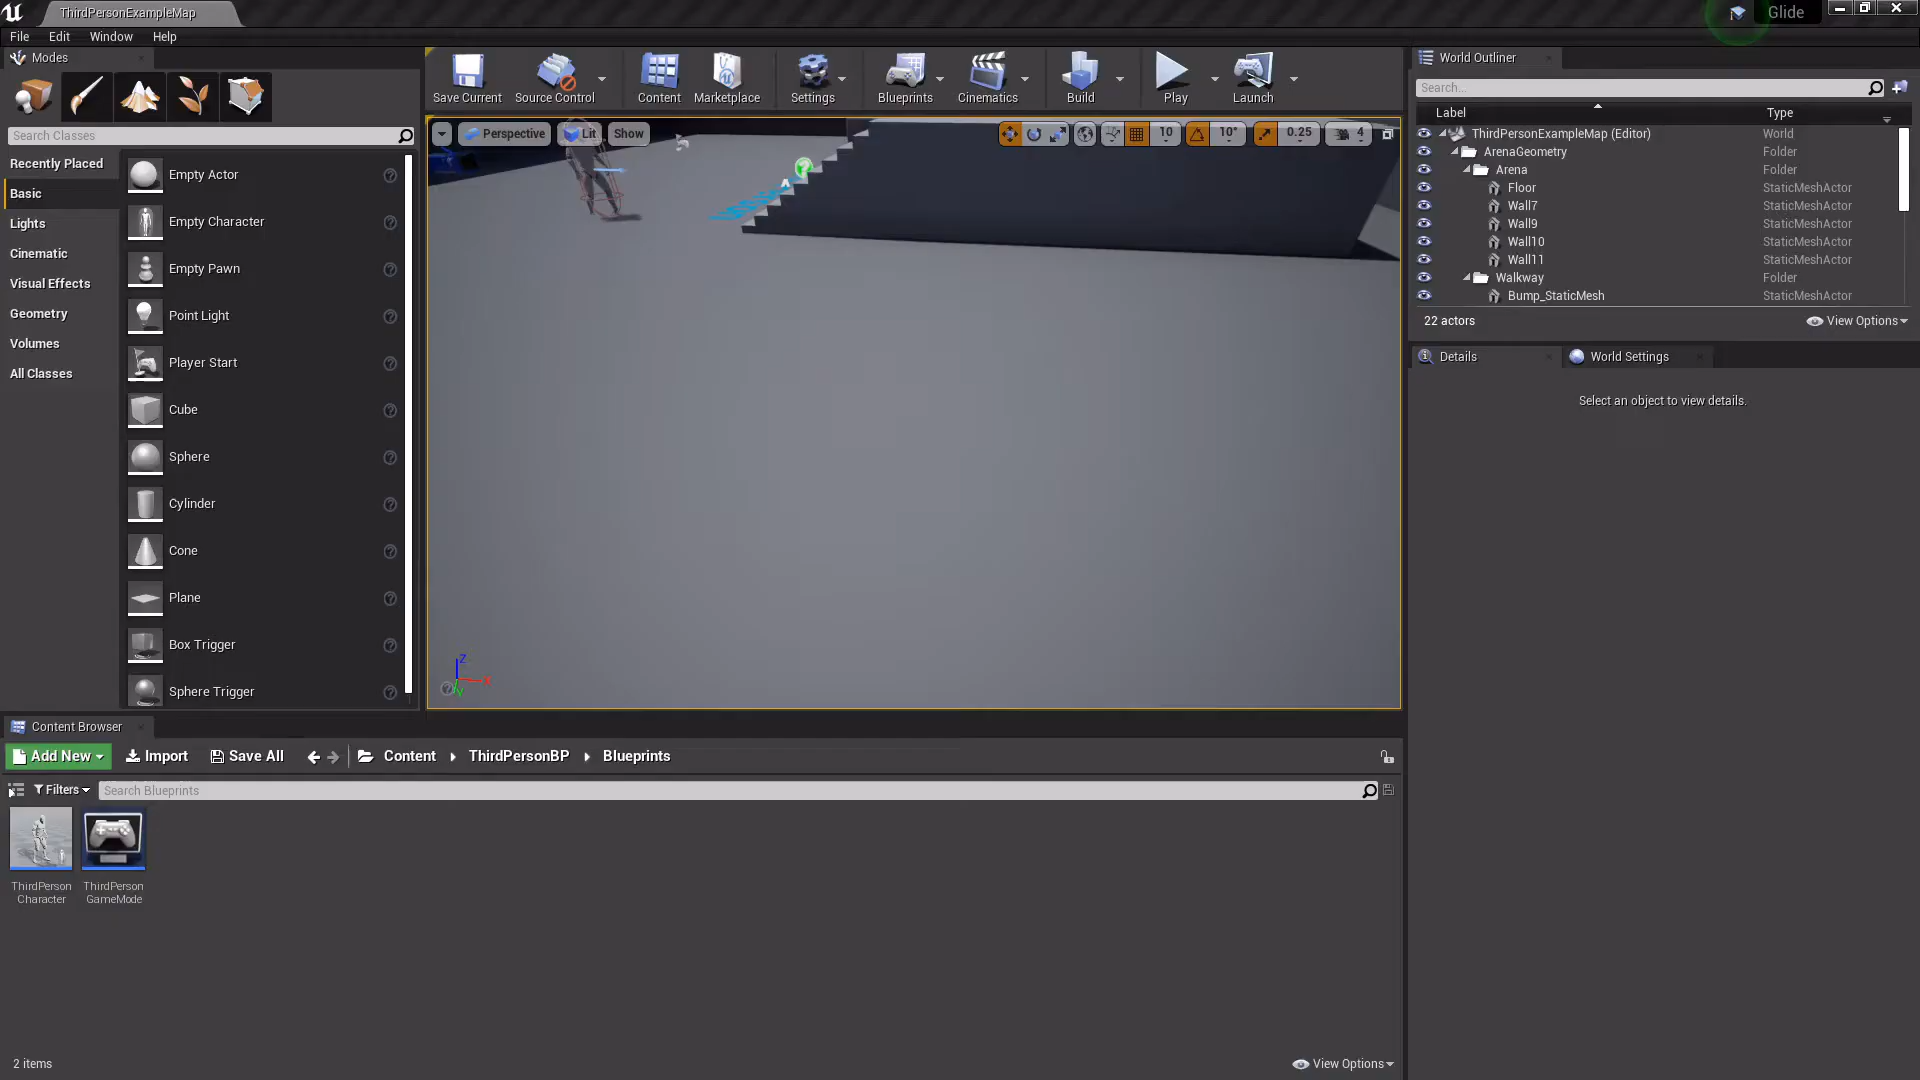 ThirdPersonExampleMap
Glide
File Edit Window Help
Modes
Search Classes
Recently Placed
Basic
Lights
Cinematic
Visual Effects
Geometry
Volumes
All Classes
Empty Actor
Empty Character
Empty Pawn
Point Light
Player Start
Cube
Sphere
Cylinder
Cone
Plane
Box Trigger
Sphere Trigger
Save Current Source Control Content Marketplace Settings Blueprints Cinematics Build Play Launch
Perspective Lit Show 10 10° 0.25 4
Z
X
Y
World Outliner
Search...
Label Type
ThirdPersonExampleMap (Editor) World
ArenaGeometry Folder
Arena Folder
Floor StaticMeshActor
Wall7 StaticMeshActor
Wall9 StaticMeshActor
Wall10 StaticMeshActor
Wall11 StaticMeshActor
Walkway Folder
Bump_StaticMesh StaticMeshActor
22 actors View Options
Details World Settings
Select an object to view details.
Content Browser
Add New Import Save All Content ThirdPersonBP Blueprints
Filters Search Blueprints
ThirdPerson
Character
ThirdPerson
GameMode
2 items View Options